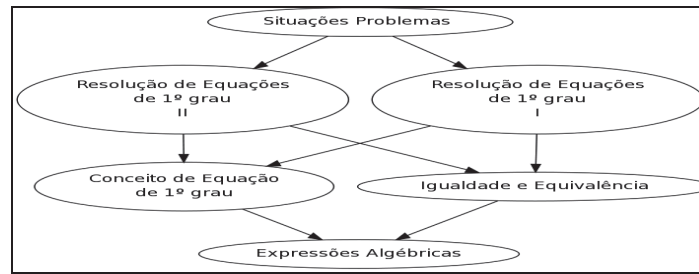 Situações Problemas
Resolução de Equações
de 1º grau
II
Resolução de Equações
de 1º grau
I
Conceito de Equação
de 1º grau
Igualdade e Equivalência
Expressões Algébricas